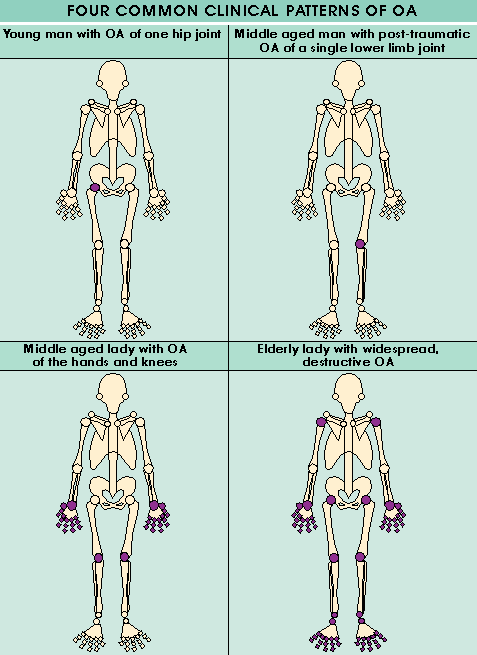 FOUR COMMON CLINICAL PATTERNS OF OA
Young man with OA of one hip joint
Middle aged man with post-traumatic
OA of a single lower limb joint
Middle aged lady with OA
of the hands and knees
Elderly lady with widespread,
destructive OA